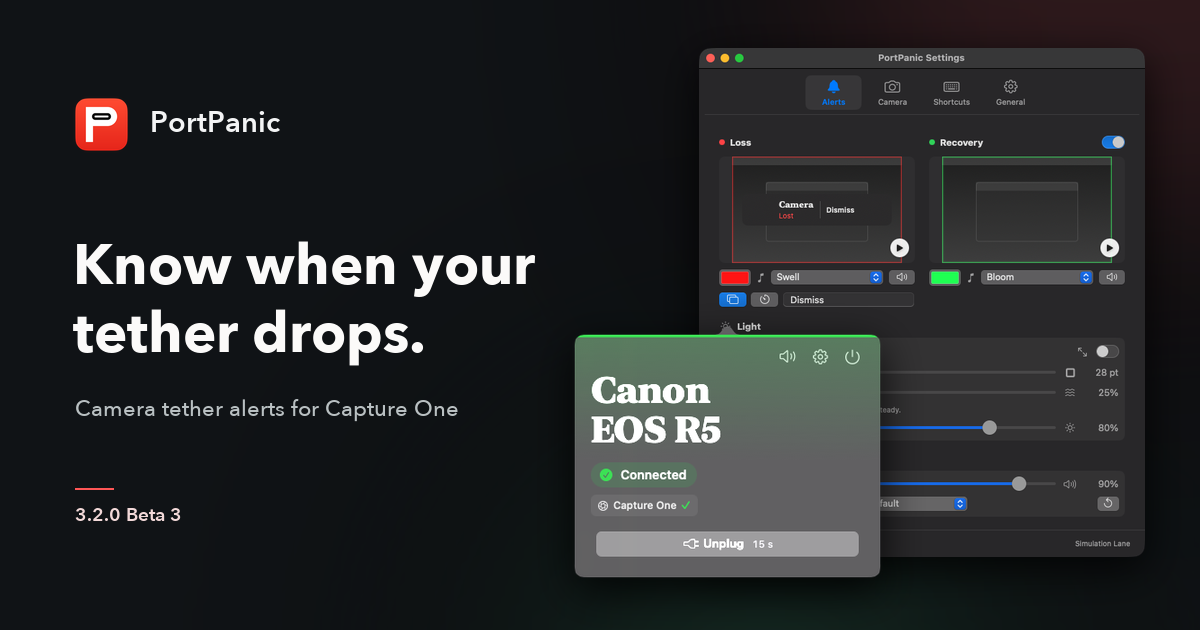 PortPanic
Know when your
tether drops.
Camera tether alerts for Capture One
3.2.0 Beta 3
PortPanic Settings
Alerts
Camera
Shortcuts
General
Loss
Recovery
Camera
Lost
Dismiss
Swell
Bloom
Dismiss
Light
28 pt
25%
80%
90%
Simulation Lane
Canon
EOS R5
Connected
Capture One
Unplug 15 s